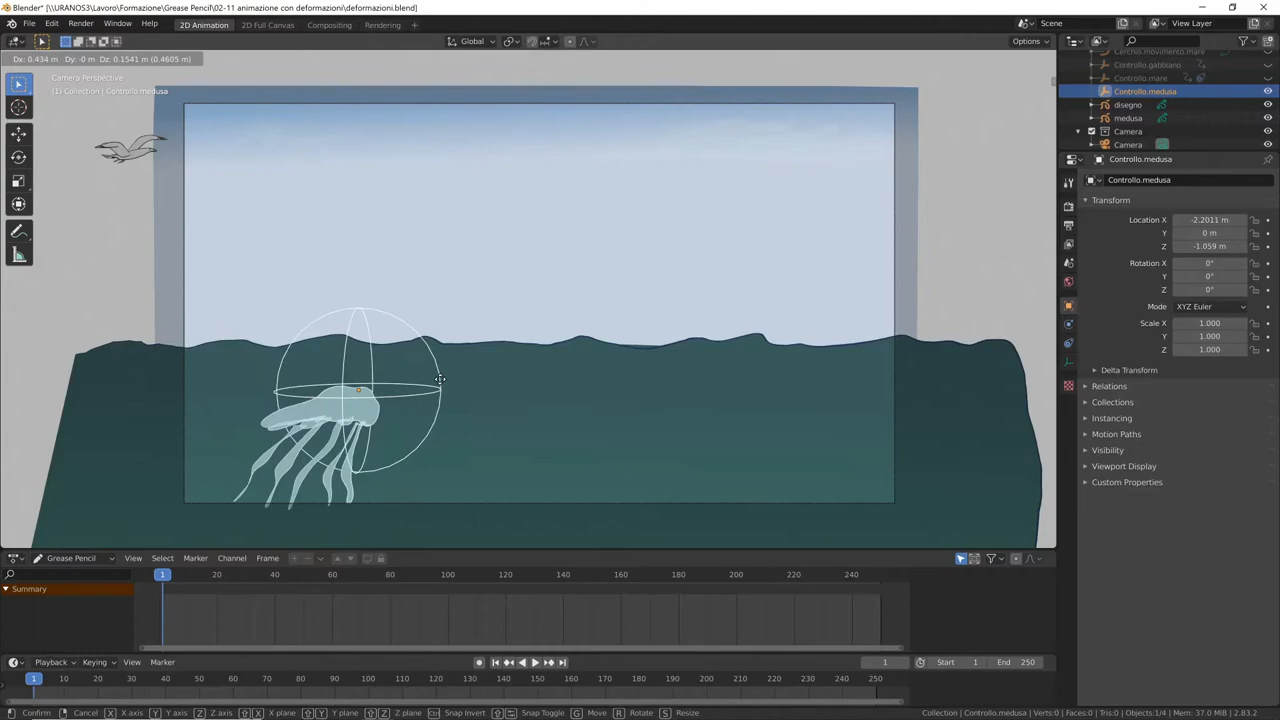 Blender* [\\URANOS3\Lavoro\Formazione\Grease Pencil\02-11 animazione con deformazioni\deformazioni.blend]
File Edit Render Window Help 2D Animation 2D Full Canvas Compositing Rendering + Scene View Layer
Global Options
Dx: 0.434 m Dy: -0 m Dz: 0.1541 m (0.4605 m)
Camera Perspective
(1) Collection | Controllo.medusa
Cerchio.movimento.mare
Controllo.gabbiano
Controllo.mare
Controllo.medusa
disegno
medusa
Camera
Camera
Controllo.medusa
Controllo.medusa
Transform
Location X -2.2011 m
Y 0 m
Z -1.059 m
Rotation X 0°
Y 0°
Z 0°
Mode XYZ Euler
Scale X 1.000
Y 1.000
Z 1.000
Delta Transform
Relations
Collections
Instancing
Motion Paths
Visibility
Viewport Display
Custom Properties
Grease Pencil View Select Marker Channel Frame
1 20 40 60 80 100 120 140 160 180 200 220 240
Summary
Playback Keying View Marker 1 Start 1 End 250
1 10 20 30 40 50 60 70 80 90 100 110 120 130 140 150 160 170 180 190 200 210 220 230 240 250
Confirm Cancel X X axis Y Y axis Z Z axis X X plane Y Y plane Z Z plane Ctrl Snap Invert Snap Toggle G Move R Rotate S Resize Collection | Controllo.medusa | Verts:0 | Faces:0 | Tris:0 | Objects:1/4 | Mem: 37.0 MiB | 2.83.2